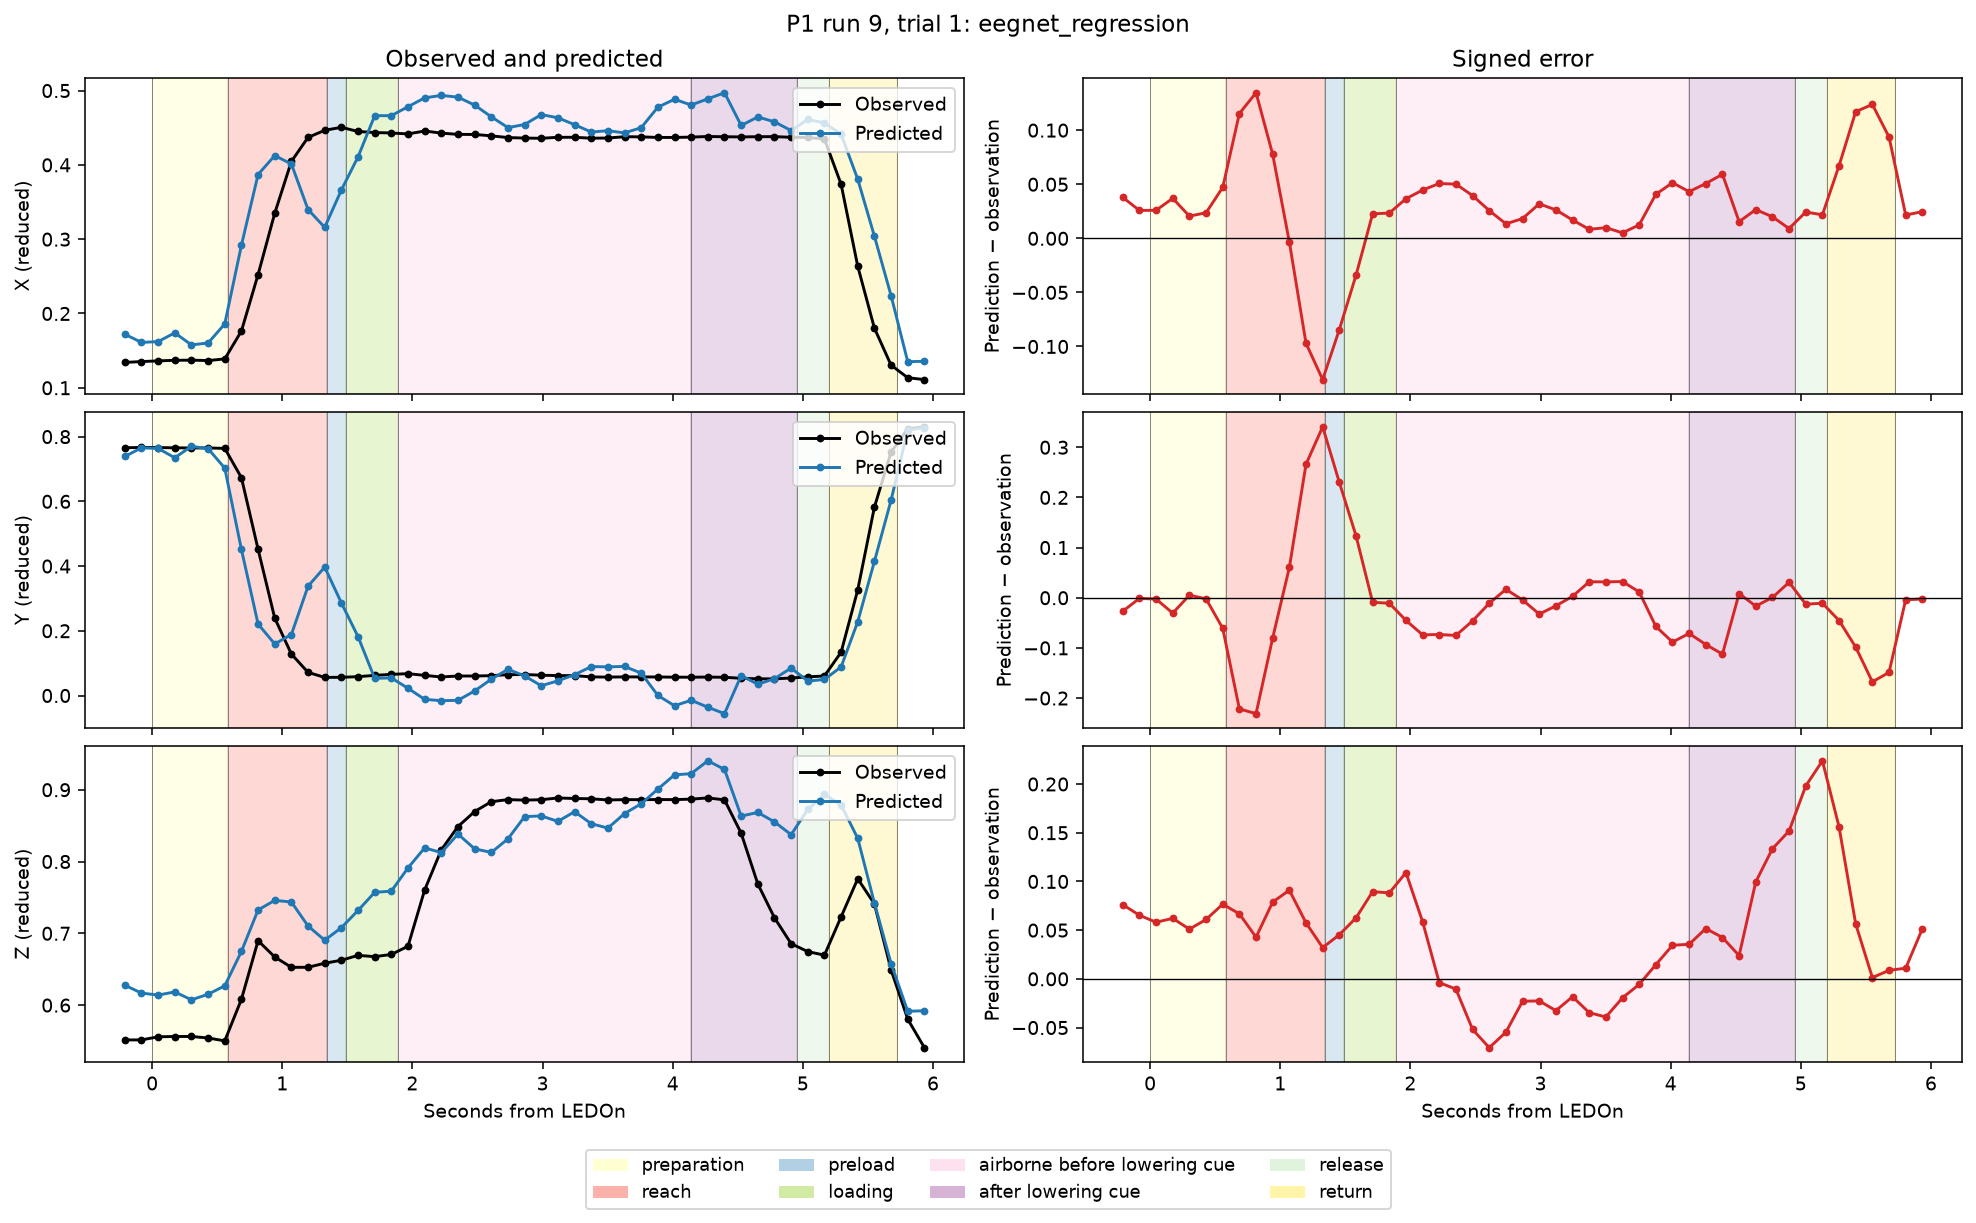 P1 run 9, trial 1: eegnet_regression
Observed and predicted
Signed error
X (reduced)
0.5
0.4
0.3
0.2
0.1
Observed
Predicted
Prediction − observation
0.10
0.05
0.00
−0.05
−0.10
Y (reduced)
0.8
0.6
0.4
0.2
0.0
Observed
Predicted
Prediction − observation
0.3
0.2
0.1
0.0
−0.1
−0.2
Z (reduced)
0.9
0.8
0.7
0.6
Observed
Predicted
0 1 2 3 4 5 6
Seconds from LEDOn
Prediction − observation
0.20
0.15
0.10
0.05
0.00
−0.05
0 1 2 3 4 5 6
Seconds from LEDOn
preparation preload airborne before lowering cue release
reach loading after lowering cue return